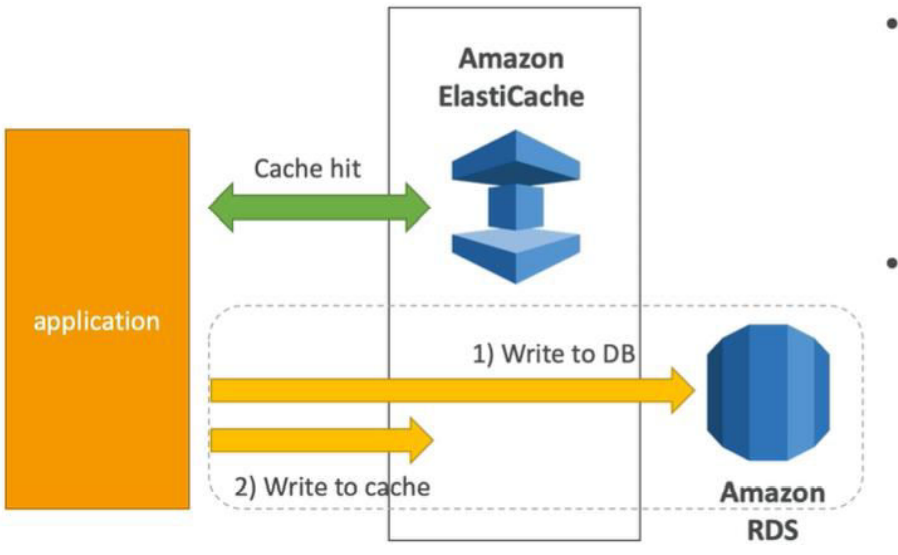 Amazon
ElastiCache
Cache hit
application
1) Write to DB
2) Write to cache
Amazon
RDS